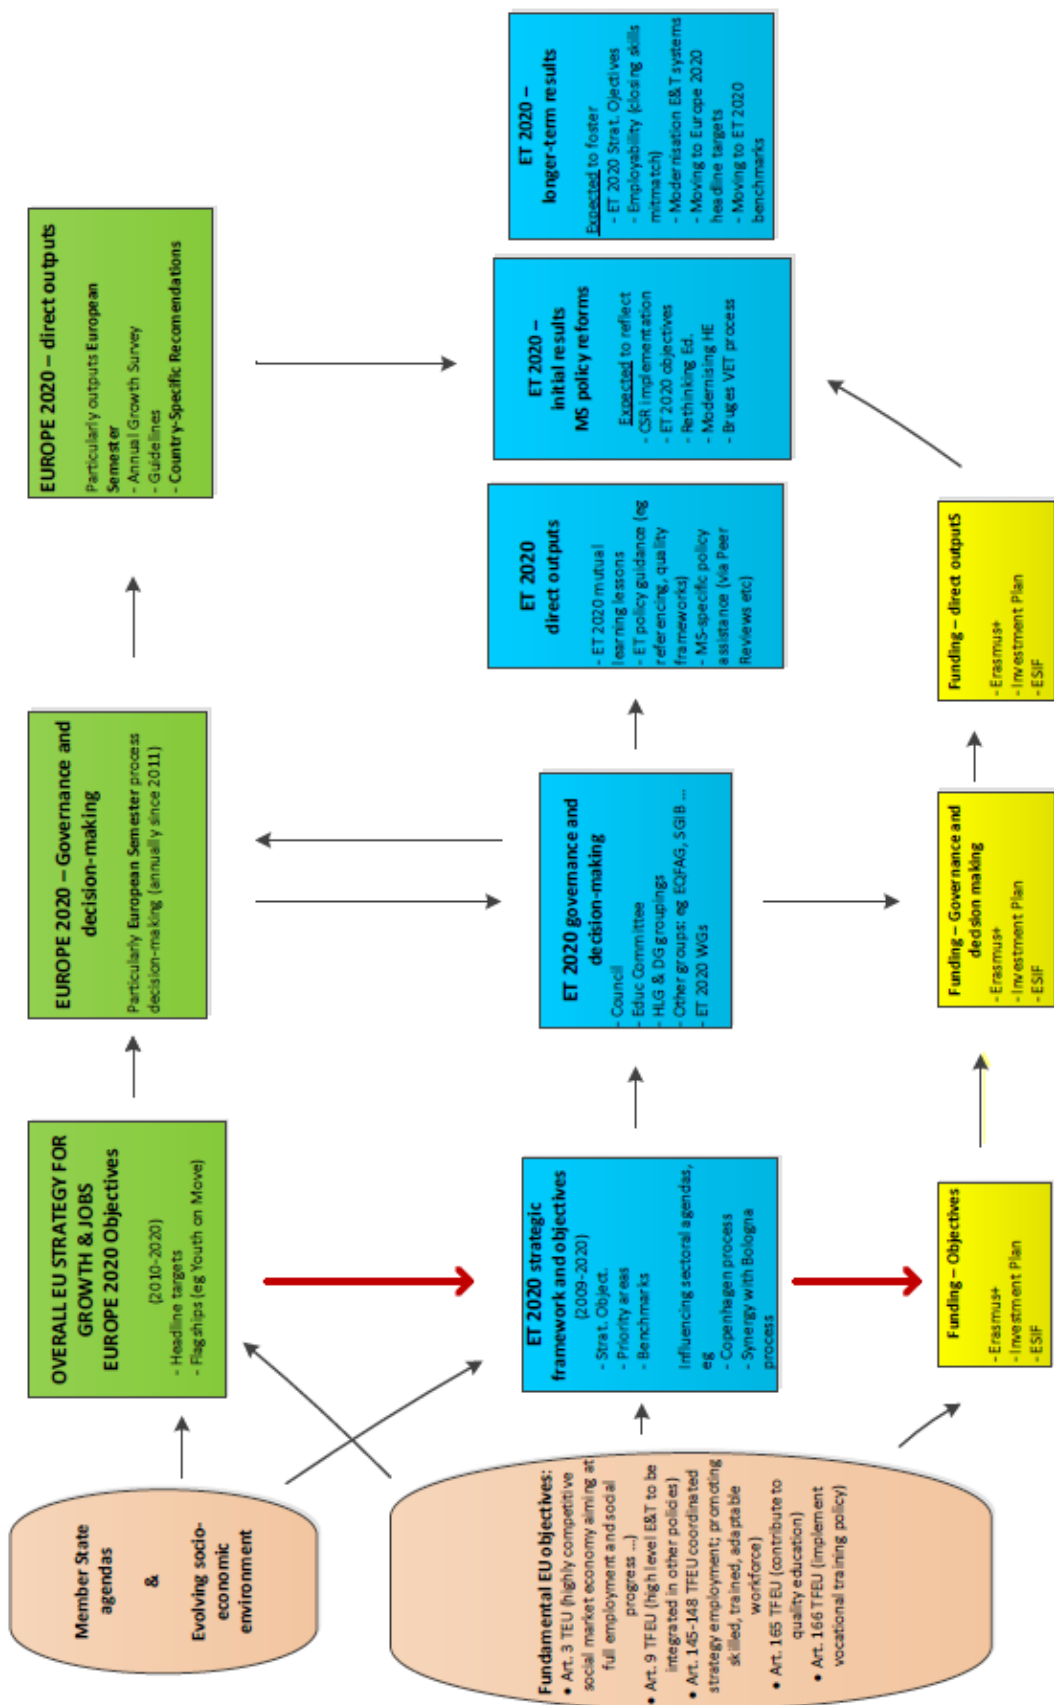 Member State
agendas
&
Evolving socio-
economic
environment
Fundamental EU objectives:
• Art. 3 TEU (highly competitive
social market economy aiming at
full employment and social
progress ...)
• Art. 9 TFEU (high level E&T to be
integrated in other policies)
• Art. 145-148 TFEU coordinated
strategy employment; promoting
skilled, trained, adaptable
workforce)
• Art. 165 TFEU (contribute to
quality education)
• Art. 166 TFEU (implement
vocational training policy)
OVERALL EU STRATEGY FOR
GROWTH & JOBS
EUROPE 2020 Objectives
(2010-2020)
- Headline targets
- Flagships (eg Youth on Move)
EUROPE 2020 – Governance and
decision-making
Particularly European Semester process
decision-making (annually since 2011)
EUROPE 2020 – direct outputs
Particularly outputs European
Semester
- Annual Growth Survey
- Guidelines
- Country-Specific Recomendations
ET 2020 strategic
framework and objectives
(2009-2020)
- Strat. Object.
- Priority areas
- Benchmarks
Influencing sectoral agendas,
eg
- Copenhagen process
- Synergy with Bologna
process
ET 2020 governance and
decision-making
- Council
- Educ Committee
- HLG & DG groupings
- Other groups: eg EQFAG, SGIB ...
- ET 2020 WGs
ET 2020
direct outputs
- ET 2020 mutual
learning lessons
- ET policy guidance (eg
referencing, quality
frameworks)
- MS-specific policy
assistance (via Peer
Reviews etc)
ET 2020 –
initial results
MS policy reforms
Expected to reflect
- CSR implementation
- ET 2020 objectives
- Rethinking Ed.
- Modernising HE
- Bruges VET process
ET 2020 –
longer-term results
Expected to foster
- ET 2020 Strat. Ojectives
- Employability (closing skills
mitmatch)
- Modernisation E&T systems
- Moving to Europe 2020
headline targets
- Moving to ET 2020
benchmarks
Funding – Objectives
- Erasmus+
- Investment Plan
- ESIF
Funding – Governance and
decision making
- Erasmus+
- Investment Plan
- ESIF
Funding – direct outputs
- Erasmus+
- Investment Plan
- ESIF